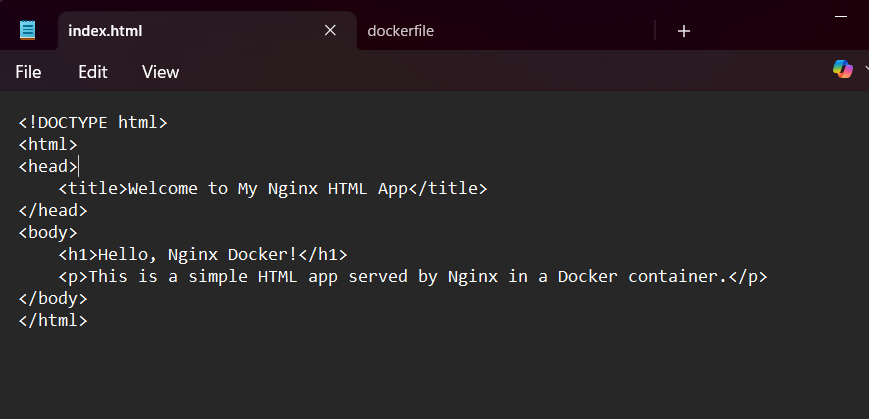 index.html
dockerfile
File Edit View
<!DOCTYPE html>
<html>
<head>
    <title>Welcome to My Nginx HTML App</title>
</head>
<body>
    <h1>Hello, Nginx Docker!</h1>
    <p>This is a simple HTML app served by Nginx in a Docker container.</p>
</body>
</html>